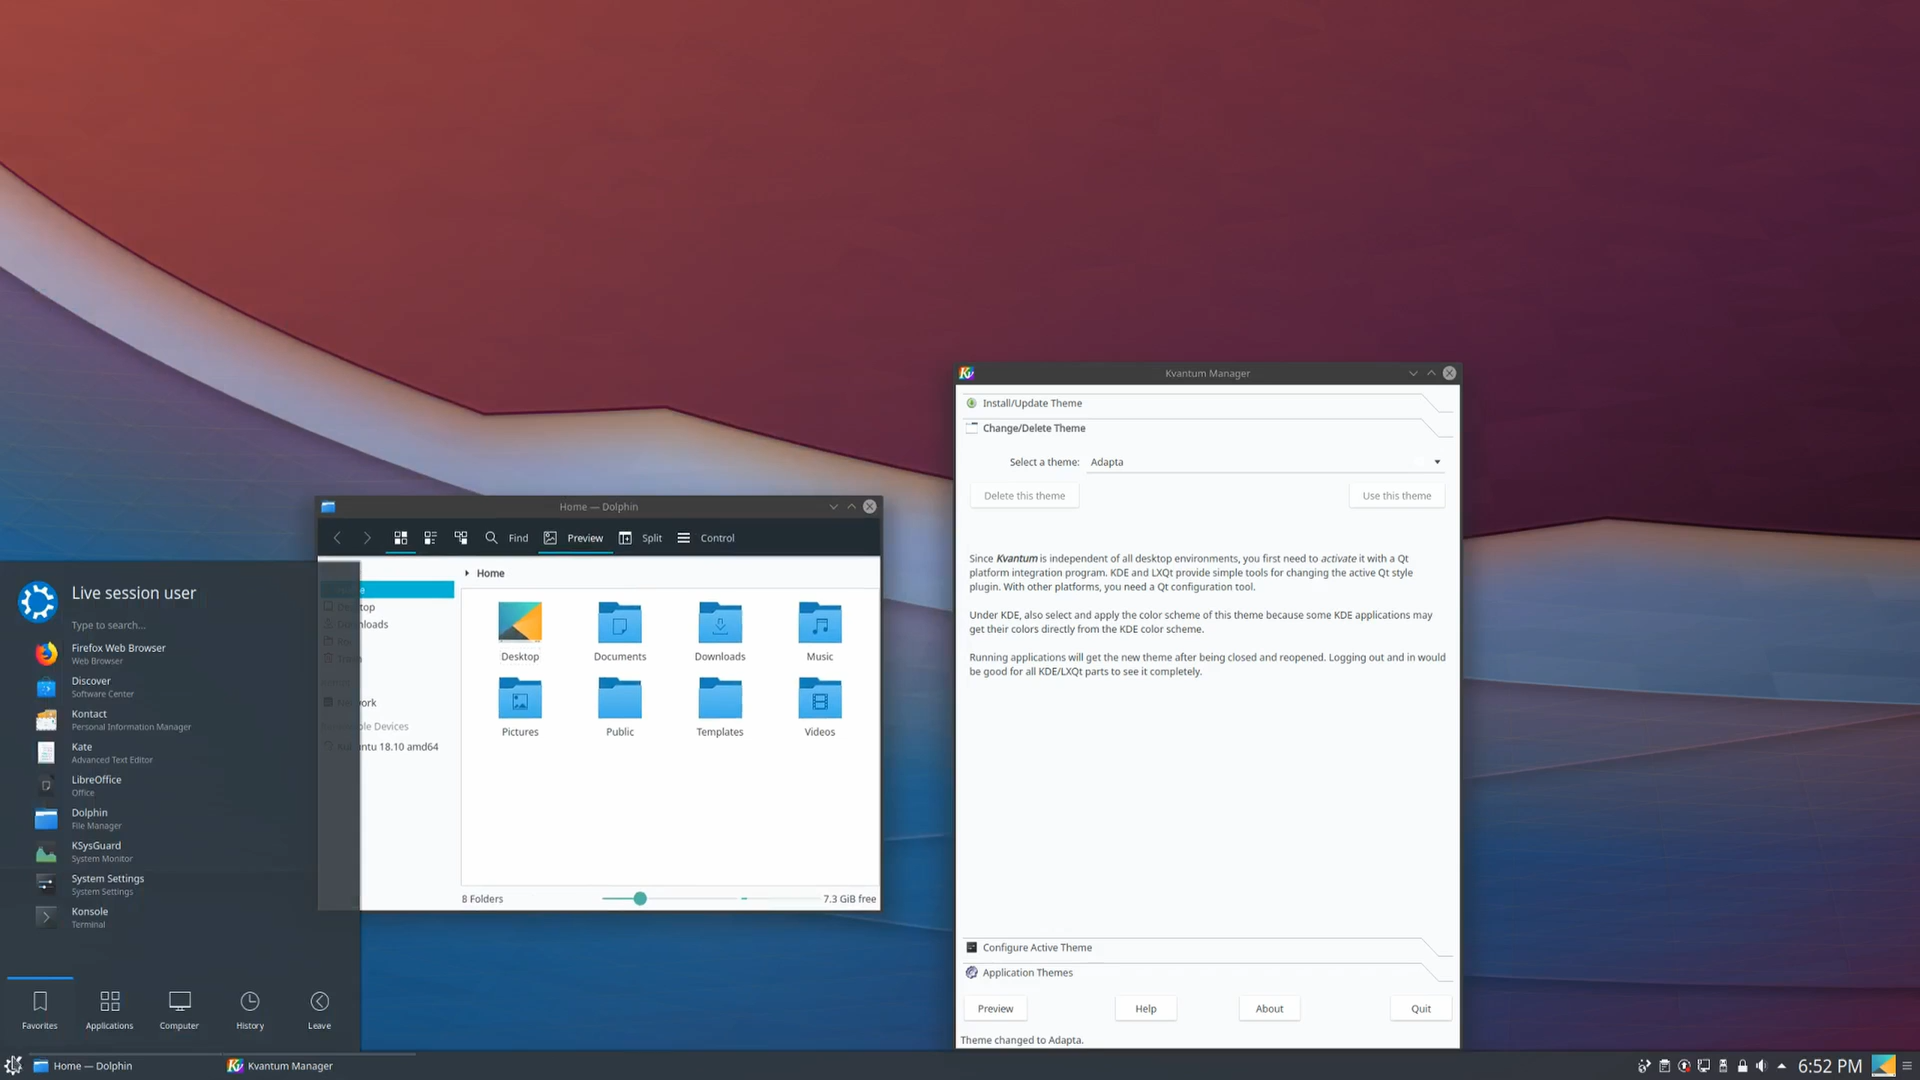 Kvantum Manager
Install/Update Theme
Change/Delete Theme
Select a theme: Adapta
Delete this theme
Use this theme
Since Kvantum is independent of all desktop environments, you first need to activate it with a Qt
platform integration program. KDE and LXQt provide simple tools for changing the active Qt style
plugin. With other platforms, you need a Qt configuration tool.
Under KDE, also select and apply the color scheme of this theme because some KDE applications may
get their colors directly from the KDE color scheme.
Running applications will get the new theme after being closed and reopened. Logging out and in would
be good for all KDE/LXQt parts to see it completely.
Configure Active Theme
Application Themes
Preview
Help
About
Quit
Theme changed to Adapta.
Home — Dolphin
Find
Preview
Split
Control
Home
Desktop
Documents
Downloads
Music
Pictures
Public
Templates
Videos
8 Folders
7.3 GiB free
Devices
18.10 amd64
Live session user
Type to search...
Firefox Web Browser
Web Browser
Discover
Software Center
Kontact
Personal Information Manager
Kate
Advanced Text Editor
LibreOffice
Office
Dolphin
File Manager
KSysGuard
System Monitor
System Settings
System Settings
Konsole
Terminal
Favorites
Applications
Computer
History
Leave
Home — Dolphin
Kvantum Manager
6:52 PM